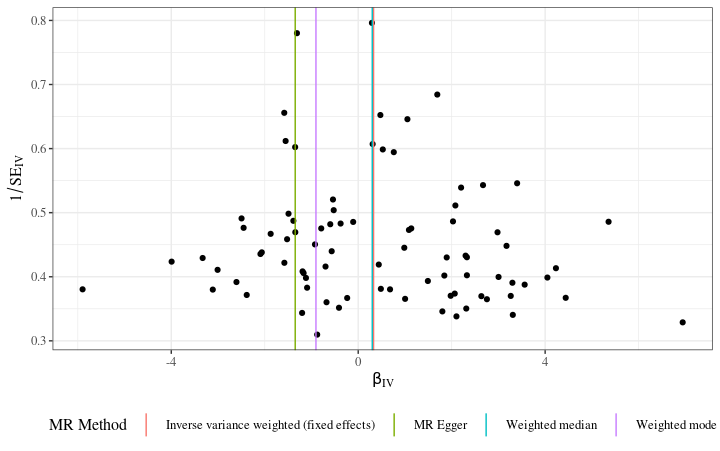 0.8
0.7
0.6
0.5
0.4
0.3
1/SE_IV
-4 0 4
β_IV
MR Method Inverse variance weighted (fixed effects) MR Egger Weighted median Weighted mode